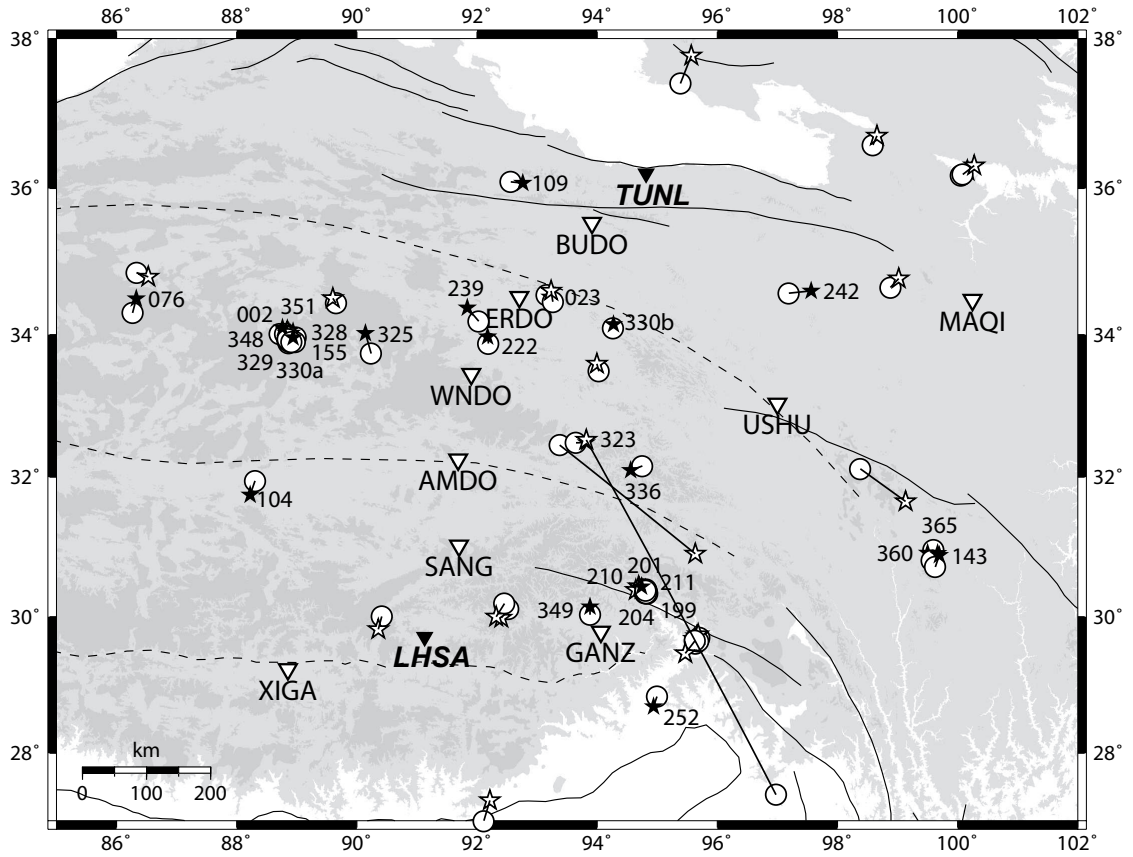 86˚ 88˚ 90˚ 92˚ 94˚ 96˚ 98˚ 100˚ 102˚
38˚ 38˚
36˚ 109 TUNL 36˚
BUDO
076 239 023 242
002 351 ERDO MAQI
34˚ 348 328 325 222 330b 34˚
329 155
330a
WNDO
USHU
323
32˚ AMDO 336 32˚
104
365
SANG 360 143
210 201 211
349 204 199
30˚ LHSA GANZ 30˚
XIGA
252
28˚ 28˚
km
0 100 200
86˚ 88˚ 90˚ 92˚ 94˚ 96˚ 98˚ 100˚ 102˚